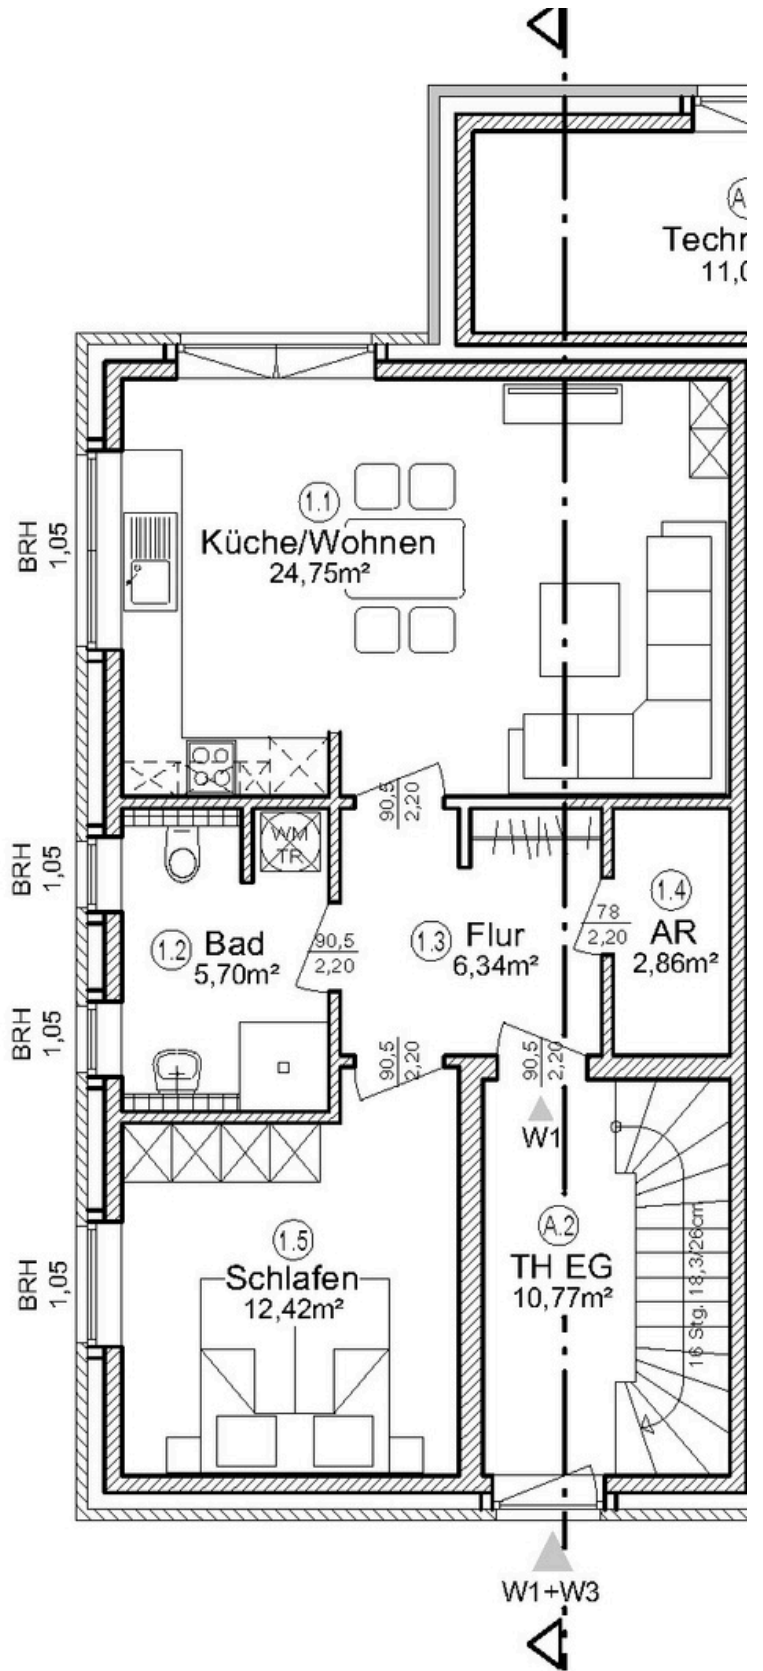 A
Techn
11,0
1.1
Küche/Wohnen
24,75m²
BRH
1,05
90,5
2,20
WM
TR
BRH
1,05
1.2
Bad
5,70m²
90,5
2,20
1.3
Flur
6,34m²
78
2,20
1.4
AR
2,86m²
BRH
1,05
90,5
2,20
90,5
2,20
W1
A.2
TH EG
10,77m²
16 Stg. 18,3/26cm
1.5
Schlafen
12,42m²
BRH
1,05
W1+W3